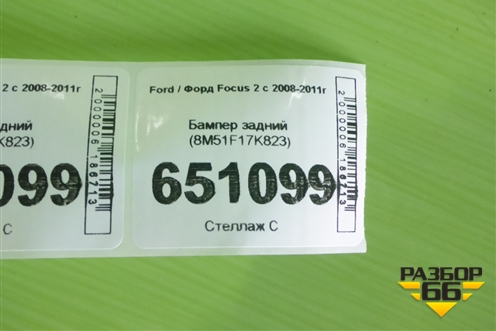 2 с 2008-2011г
Ford / Форд Focus 2 с 2008-2011г
дний
Бампер задний
K823)
(8M51F17K823)
099
651099
С
Стеллаж С
2000006186713
2000006186713
РАЗБОР
66